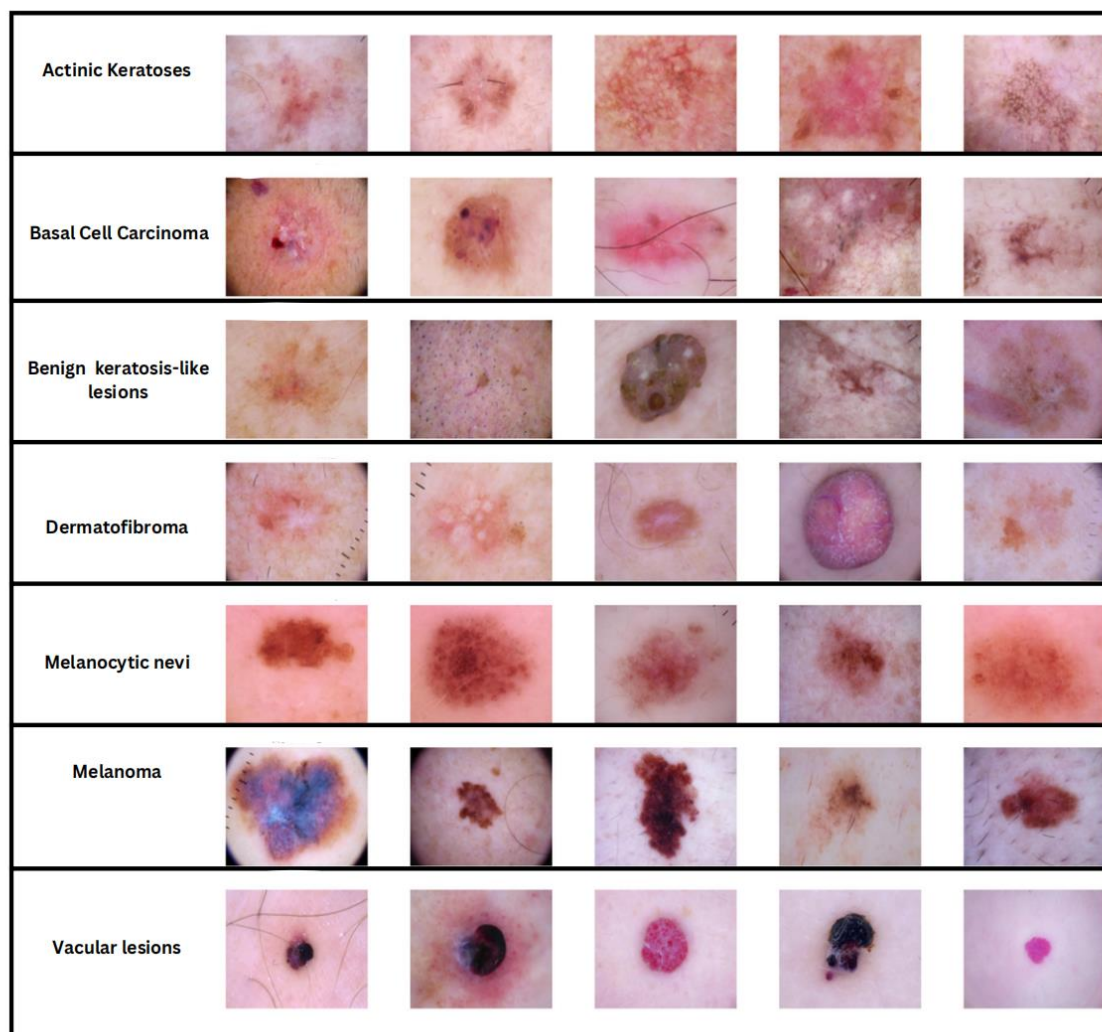 Actinic Keratoses
Basal Cell Carcinoma
Benign keratosis-like
lesions
Dermatofibroma
Melanocytic nevi
Melanoma
Vacular lesions